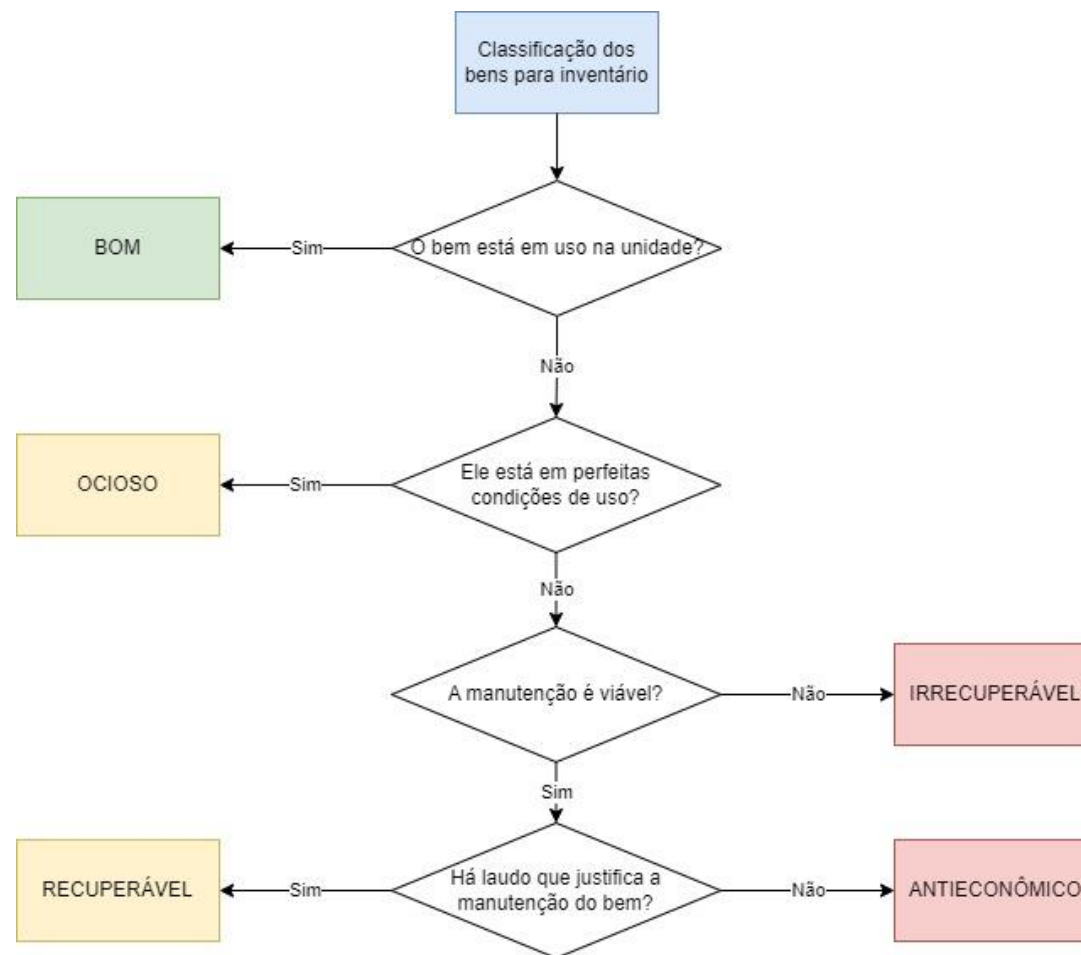 Classificação dos
bens para inventário
O bem está em uso na unidade?
Sim
BOM
Não
Ele está em perfeitas
condições de uso?
Sim
OCIOSO
Não
A manutenção é viável?
Não
IRRECUPERÁVEL
Sim
Há laudo que justifica a
manutenção do bem?
Sim
RECUPERÁVEL
Não
ANTIECONÔMICO